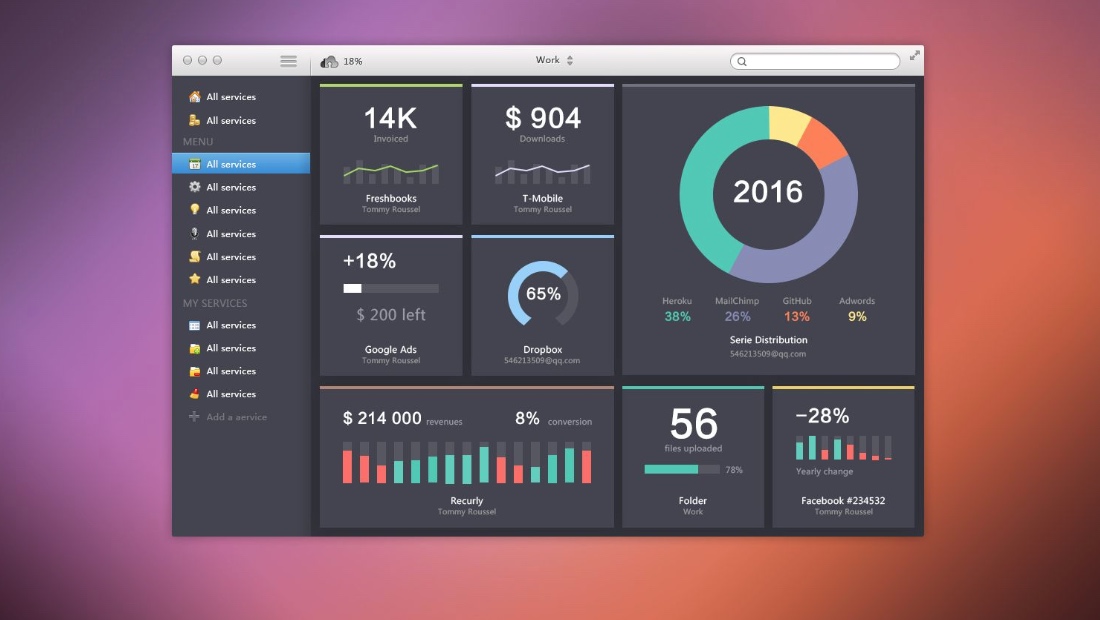 18%
Work
All services
All services
MENU
All services
All services
All services
All services
All services
All services
MY SERVICES
All services
All services
All services
All services
Add a service
14K
Invoiced
Freshbooks
Tommy Roussel
$ 904
Downloads
T-Mobile
Tommy Roussel
2016
Heroku MailChimp GitHub Adwords
38% 26% 13% 9%
Serie Distribution
546213509@qq.com
+18%
$ 200 left
Google Ads
Tommy Roussel
65%
Dropbox
546213509@qq.com
$ 214 000 revenues 8% conversion
Recurly
Tommy Roussel
56
files uploaded
78%
Folder
Work
−28%
Yearly change
Facebook #234532
Tommy Roussel